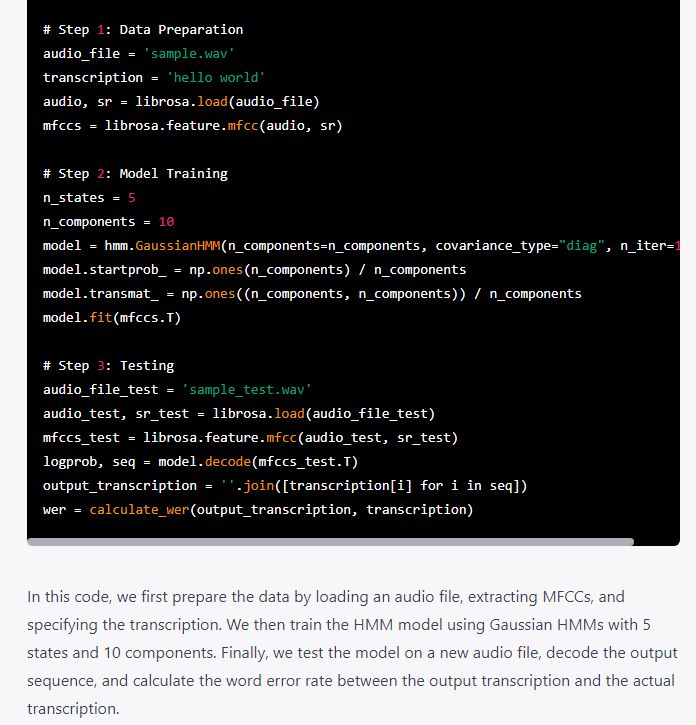 # Step 1: Data Preparation
audio_file = 'sample.wav'
transcription = 'hello world'
audio, sr = librosa.load(audio_file)
mfccs = librosa.feature.mfcc(audio, sr)
# Step 2: Model Training
n_states = 5
n_components = 10
model = hmm.GaussianHMM(n_components=n_components, covariance_type="diag", n_iter=1
model.startprob_ = np.ones(n_components) / n_components
model.transmat_ = np.ones((n_components, n_components)) / n_components
model.fit(mfccs.T)
# Step 3: Testing
audio_file_test = 'sample_test.wav'
audio_test, sr_test = librosa.load(audio_file_test)
mfccs_test = librosa.feature.mfcc(audio_test, sr_test)
logprob, seq = model.decode(mfccs_test.T)
output_transcription = ''.join([transcription[i] for i in seq])
wer = calculate_wer(output_transcription, transcription)
In this code, we first prepare the data by loading an audio file, extracting MFCCs, and
specifying the transcription. We then train the HMM model using Gaussian HMMs with 5
states and 10 components. Finally, we test the model on a new audio file, decode the output
sequence, and calculate the word error rate between the output transcription and the actual
transcription.